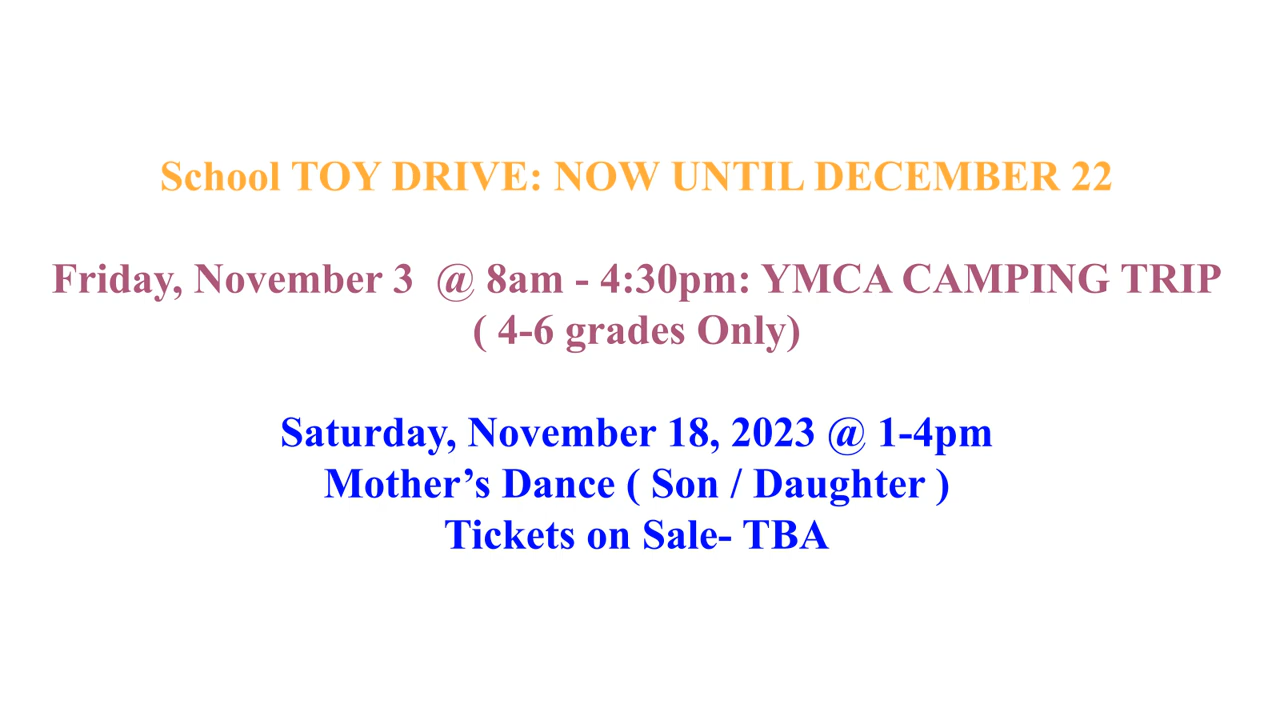 School TOY DRIVE: NOW UNTIL DECEMBER 22
Friday, November 3  @ 8am - 4:30pm: YMCA CAMPING TRIP
( 4-6 grades Only)
Saturday, November 18, 2023 @ 1-4pm
Mother’s Dance ( Son / Daughter )
Tickets on Sale- TBA